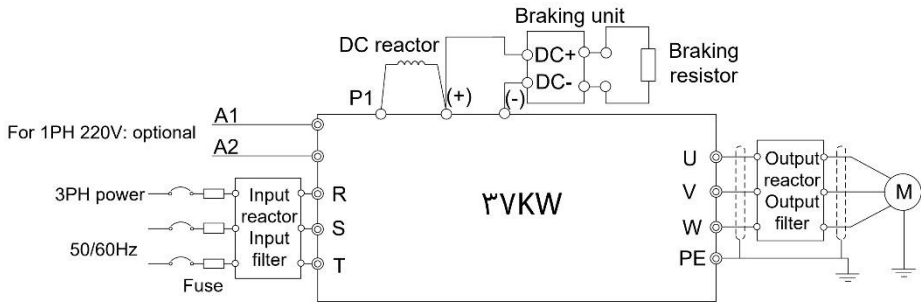 Braking unit
DC reactor
DC+
DC-
Braking
resistor
P1
(+)
(-)
A1
For 1PH 220V: optional
A2
3PH power
50/60Hz
Fuse
Input
reactor
Input
filter
R
S
T
۳۷KW
U
V
W
PE
Output
reactor
Output
filter
M